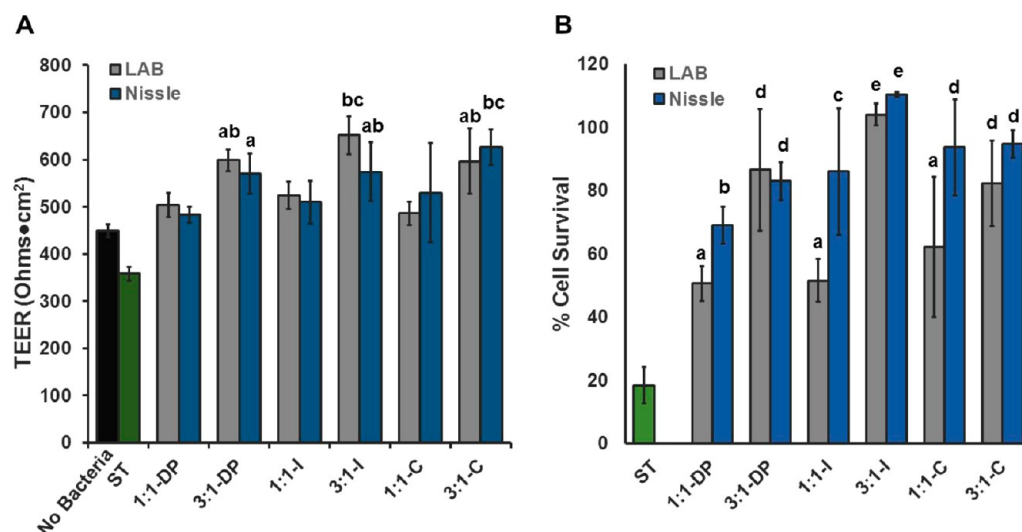 A
800
700
600
500
400
300
200
100
0
TEER (Ohms●cm²)
LAB
Nissle
ab
a
bc
ab
ab
bc
No Bacteria
ST
1:1-DP
3:1-DP
1:1-I
3:1-I
1:1-C
3:1-C
B
120
100
80
60
40
20
0
% Cell Survival
LAB
Nissle
a
b
d
d
a
c
e
e
a
d
d
d
ST
1:1-DP
3:1-DP
1:1-I
3:1-I
1:1-C
3:1-C